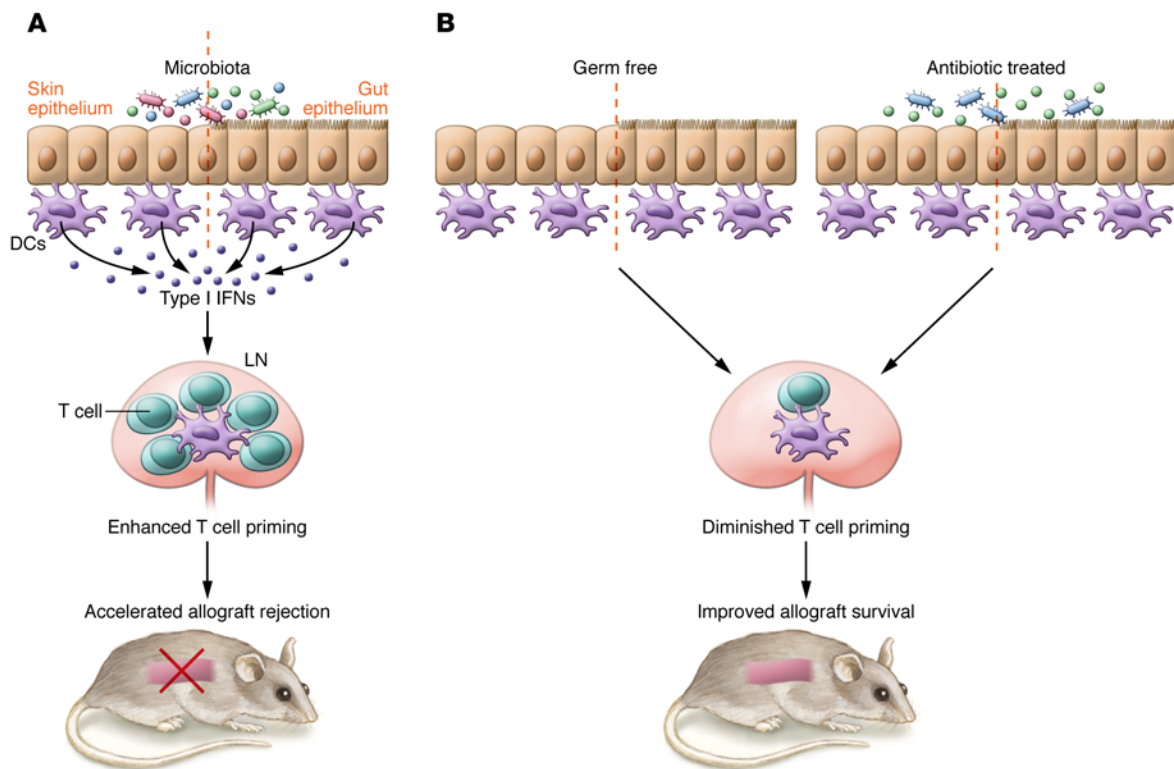 A
Microbiota
Skin
epithelium
Gut
epithelium
DCs
Type I IFNs
LN
T cell
Enhanced T cell priming
Accelerated allograft rejection
B
Germ free
Antibiotic treated
Diminished T cell priming
Improved allograft survival